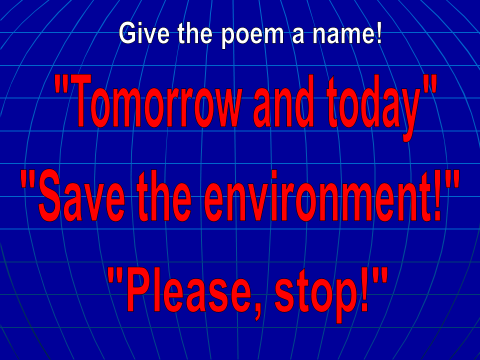 Give the poem a name!
"Tomorrow and today"
"Save the environment!"
"Please, stop!"